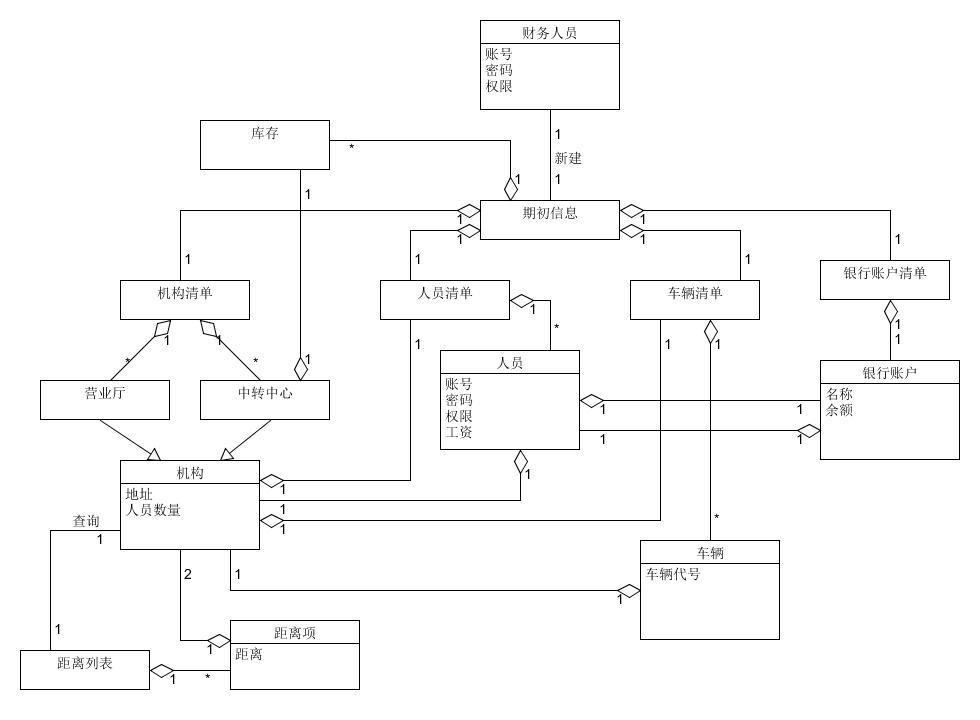 财务人员
账号
密码
权限
库存
1
*
新建
1
1
1
期初信息
1
1
1
1
1
1
1
1
机构清单
人员清单
车辆清单
银行账户清单
1
1
1
1
1
1
*
1
1
1
*
*
1
人员
银行账户
营业厅
中转中心
账号
密码
权限
工资
名称
余额
1
1
1
1
机构
1
地址
人员数量
1
1
查询
1
1
*
车辆
车辆代号
2
1
1
1
距离项
距离
1
距离列表
1
*